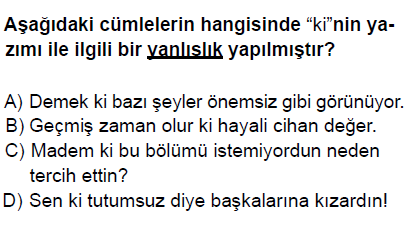 Aşağıdaki cümlelerin hangisinde “ki”nin ya-
zımı ile ilgili bir yanlışlık yapılmıştır?
A) Demek ki bazı şeyler önemsiz gibi görünüyor.
B) Geçmiş zaman olur ki hayali cihan değer.
C) Madem ki bu bölümü istemiyordun neden
tercih ettin?
D) Sen ki tutumsuz diye başkalarına kızardın!